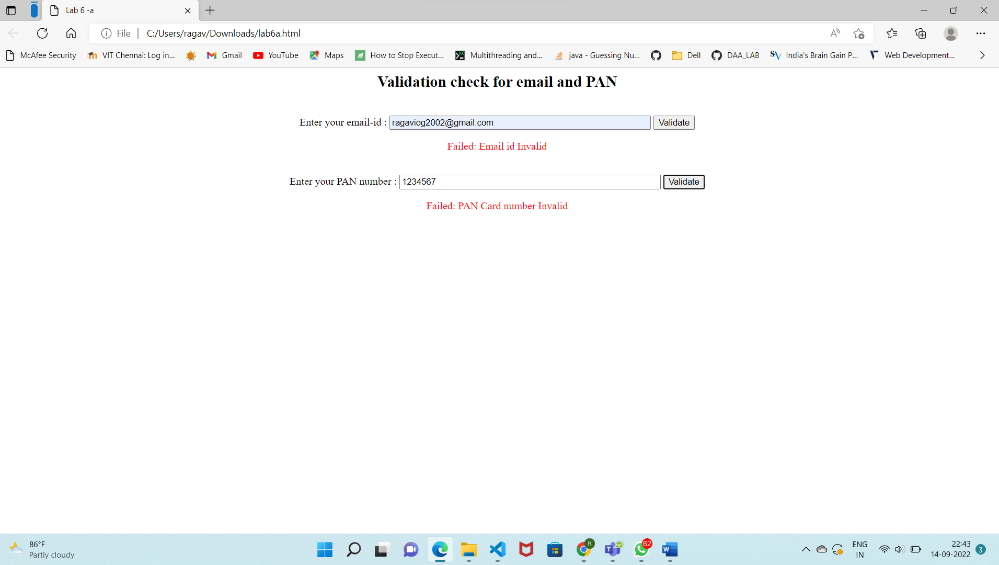 Lab 6 -a
File
C:/Users/ragav/Downloads/lab6a.html
McAfee Security
VIT Chennai: Log in...
Gmail
YouTube
Maps
How to Stop Execut...
Multithreading and...
java - Guessing Nu...
Dell
DAA_LAB
India's Brain Gain P...
Web Development...
Validation check for email and PAN
Enter your email-id : ragaviog2002@gmail.com Validate
Failed: Email id Invalid
Enter your PAN number : 1234567 Validate
Failed: PAN Card number Invalid
86°F
Partly cloudy
R
62
ENG
IN
22:43
14-09-2022
3